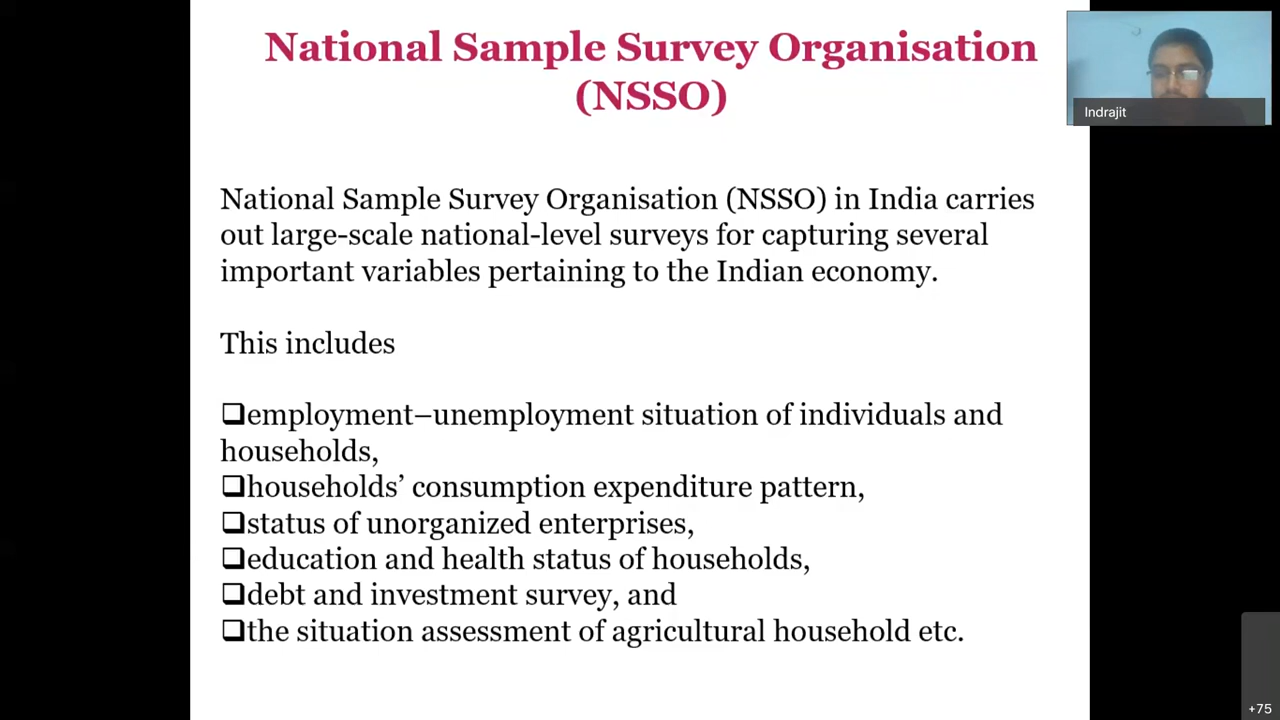 National Sample Survey Organisation
(NSSO)
Indrajit
National Sample Survey Organisation (NSSO) in India carries
out large-scale national-level surveys for capturing several
important variables pertaining to the Indian economy.
This includes
❑employment–unemployment situation of individuals and
households,
❑households’ consumption expenditure pattern,
❑status of unorganized enterprises,
❑education and health status of households,
❑debt and investment survey, and
❑the situation assessment of agricultural household etc.
+75